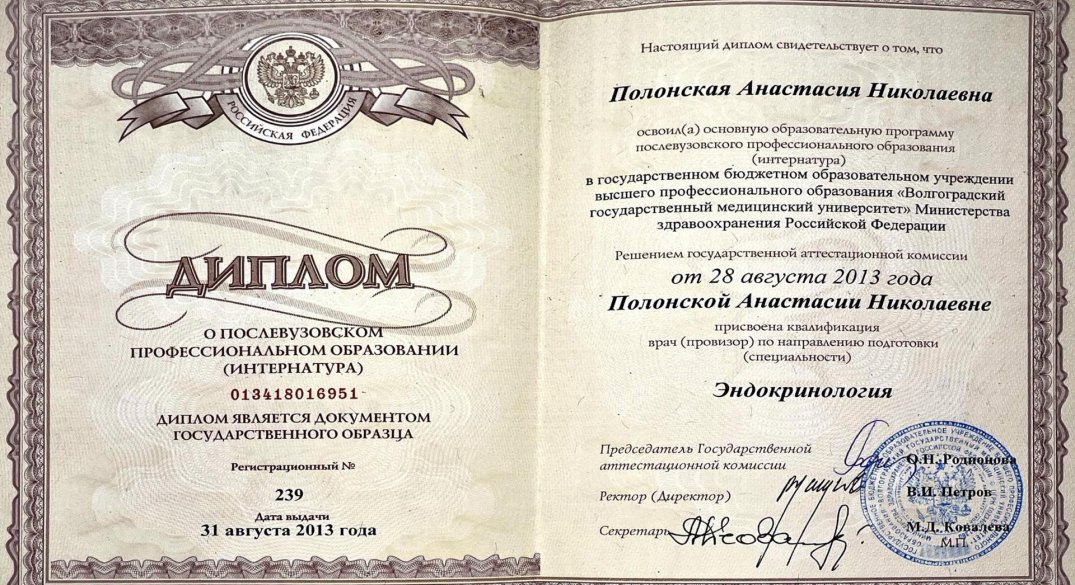 РОССИЙСКАЯ ФЕДЕРАЦИЯ
ДИПЛОМ
О ПОСЛЕВУЗОВСКОМ
ПРОФЕССИОНАЛЬНОМ ОБРАЗОВАНИИ
(ИНТЕРНАТУРА)
013418016951
ДИПЛОМ ЯВЛЯЕТСЯ ДОКУМЕНТОМ
ГОСУДАРСТВЕННОГО ОБРАЗЦА
Регистрационный №
239
Дата выдачи
31 августа 2013 года
Настоящий диплом свидетельствует о том, что
Полонская Анастасия Николаевна
освоил(а) основную образовательную программу
послевузовского профессионального образования
(интернатура)
в государственном бюджетном образовательном учреждении
высшего профессионального образования «Волгоградский
государственный медицинский университет» Министерства
здравоохранения Российской Федерации
Решением государственной аттестационной комиссии
от 28 августа 2013 года
Полонской Анастасии Николаевне
присвоена квалификация
врач (провизор) по направлению подготовки
(специальности)
Эндокринология
Председатель Государственной
аттестационной комиссии О.Н. Родионова
Ректор (Директор) В.И. Петров
Секретарь М.Д. Ковалева
М.П.